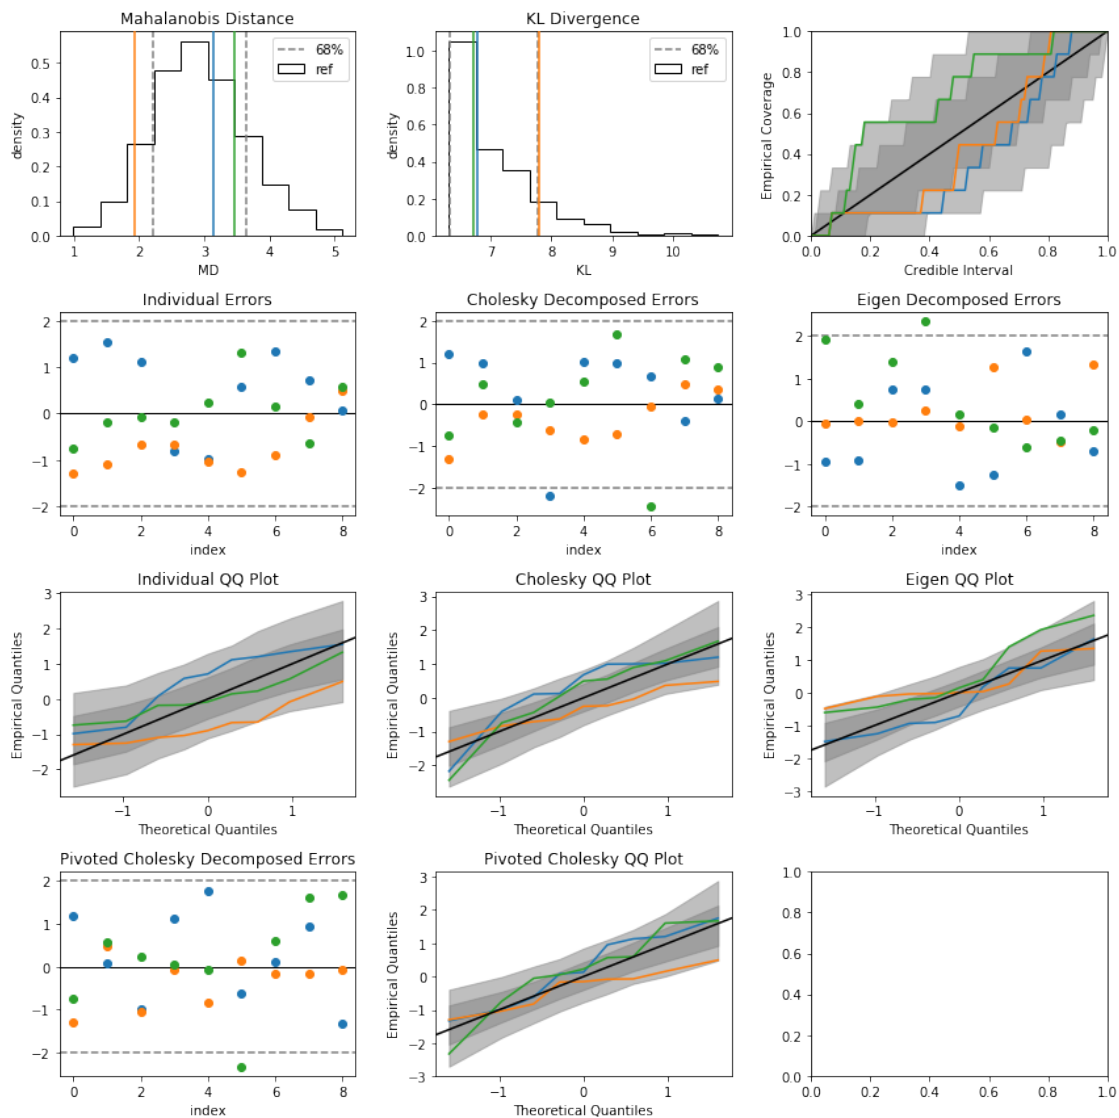 Mahalanobis Distance
density
0.5
0.4
0.3
0.2
0.1
0.0
68%
ref
1 2 3 4 5
MD
KL Divergence
density
1.0
0.8
0.6
0.4
0.2
0.0
68%
ref
7 8 9 10
KL
Empirical Coverage
1.0
0.8
0.6
0.4
0.2
0.0
0.0 0.2 0.4 0.6 0.8 1.0
Credible Interval
Individual Errors
2
1
0
−1
−2
0 2 4 6 8
index
Cholesky Decomposed Errors
2
1
0
−1
−2
0 2 4 6 8
index
Eigen Decomposed Errors
2
1
0
−1
−2
0 2 4 6 8
index
Individual QQ Plot
Empirical Quantiles
3
2
1
0
−1
−2
−1 0 1
Theoretical Quantiles
Cholesky QQ Plot
Empirical Quantiles
3
2
1
0
−1
−2
−1 0 1
Theoretical Quantiles
Eigen QQ Plot
Empirical Quantiles
3
2
1
0
−1
−2
−3
−1 0 1
Theoretical Quantiles
Pivoted Cholesky Decomposed Errors
2
1
0
−1
−2
0 2 4 6 8
index
Pivoted Cholesky QQ Plot
Empirical Quantiles
3
2
1
0
−1
−2
−3
−1 0 1
Theoretical Quantiles
1.0
0.8
0.6
0.4
0.2
0.0
0.0 0.2 0.4 0.6 0.8 1.0